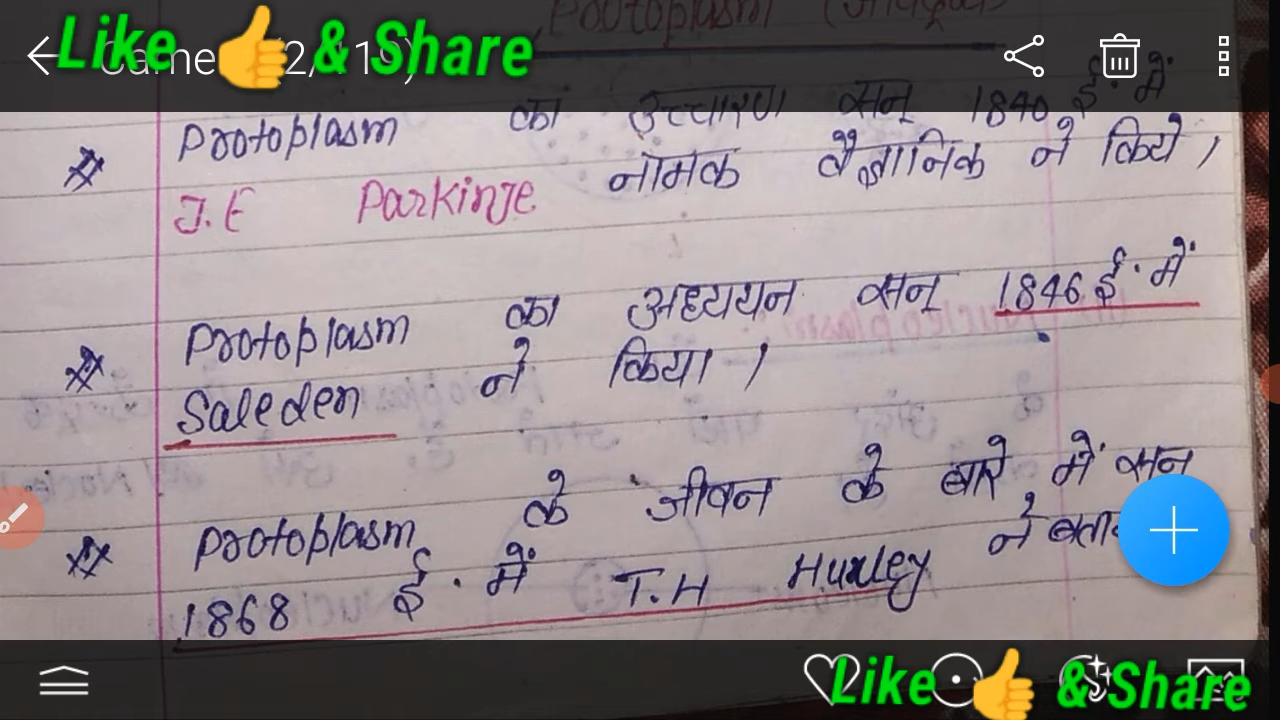 Protoplasm
Like 👍 & Share
Protoplasm का उच्चारण सन् 1840 ई. में
J.E Parkinje नामक वैज्ञानिक ने किये।
Protoplasm का अध्ययन सन् 1846 ई. में
Saleden ने किया।
Protoplasm के जीवन के बारे में सन
1868 ई. में T.H Huxley ने
Like 👍 & Share